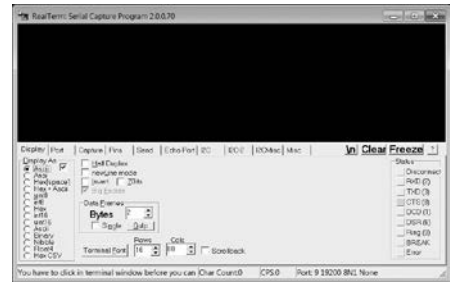 RealTerm: Serial Capture Program 2.0.0.70
Display Port Capture Pins Send Echo Port I2C I2C-2 I2CMisc Misc \n Clear Freeze ?
Display As
Ascii
Ansi
Hex[space]
Hex + Ascii
uint8
int8
Hex
int16
uint16
Ascii
Binary
Nibble
Float4
Hex CSV
Half Duplex
newLine mode
Invert 7Bits
Big Endian
Data Frames
Bytes 2
Single Gulp
Rows Cols
Terminal Font 16 80 Scrollback
Status
Disconnect
RXD (2)
TXD (3)
CTS (8)
DCD (1)
DSR (6)
Ring (9)
BREAK
Error
You have to click in terminal window before you can Char Count:0 CPS:0 Port: 9 19200 8N1 None